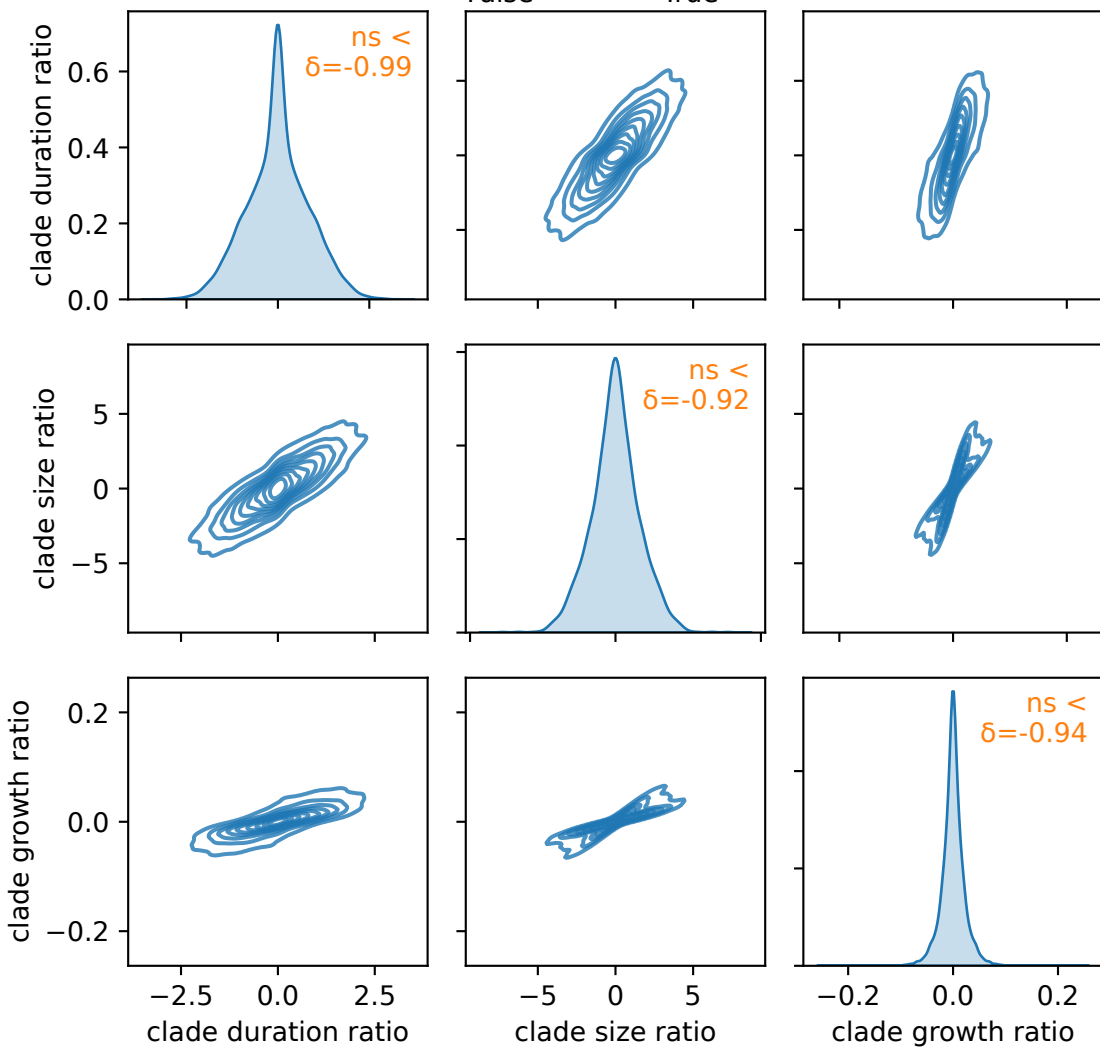 clade duration ratio
0.6
0.4
0.2
0.0
ns <
δ=-0.99
clade size ratio
5
0
−5
ns <
δ=-0.92
clade growth ratio
0.2
0.0
−0.2
ns <
δ=-0.94
−2.5 0.0 2.5
−5 0 5
−0.2 0.0 0.2
clade duration ratio
clade size ratio
clade growth ratio